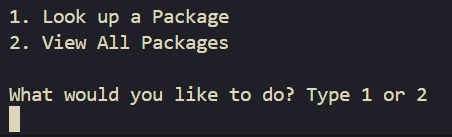 1. Look up a Package
2. View All Packages
What would you like to do? Type 1 or 2